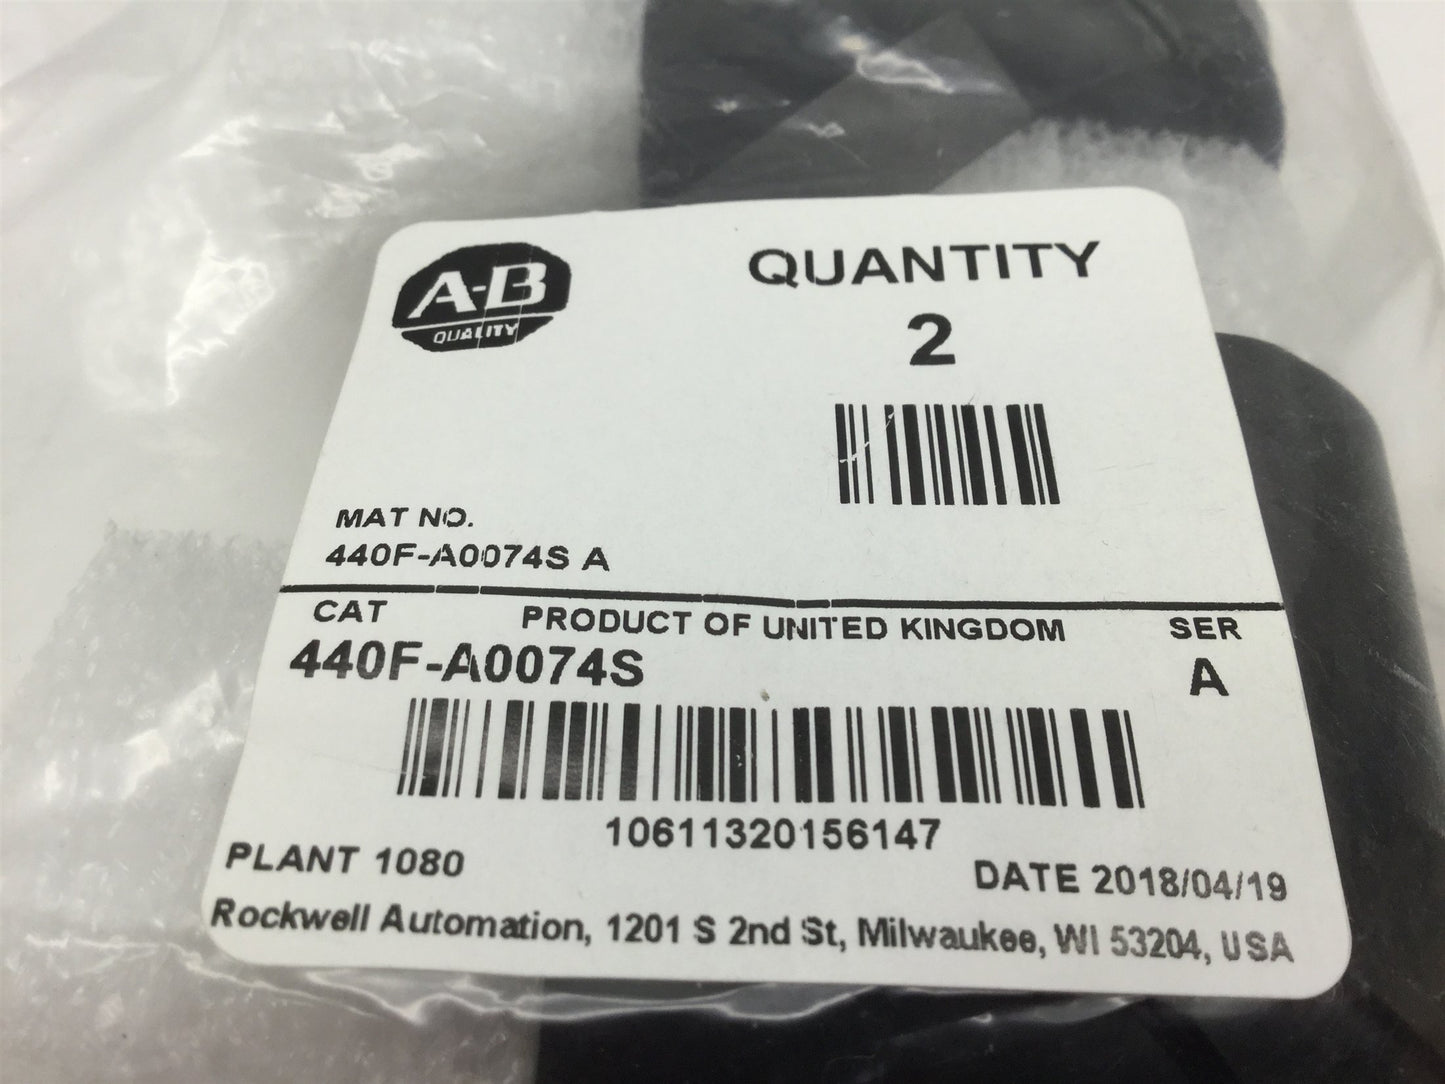 A-B
QUALITY
QUANTITY
2
MAT NO.
440F-A0074S A
CAT PRODUCT OF UNITED KINGDOM SER
440F-A0074S A
10611320156147
PLANT 1080 DATE 2018/04/19
Rockwell Automation, 1201 S 2nd St, Milwaukee, WI 53204, USA